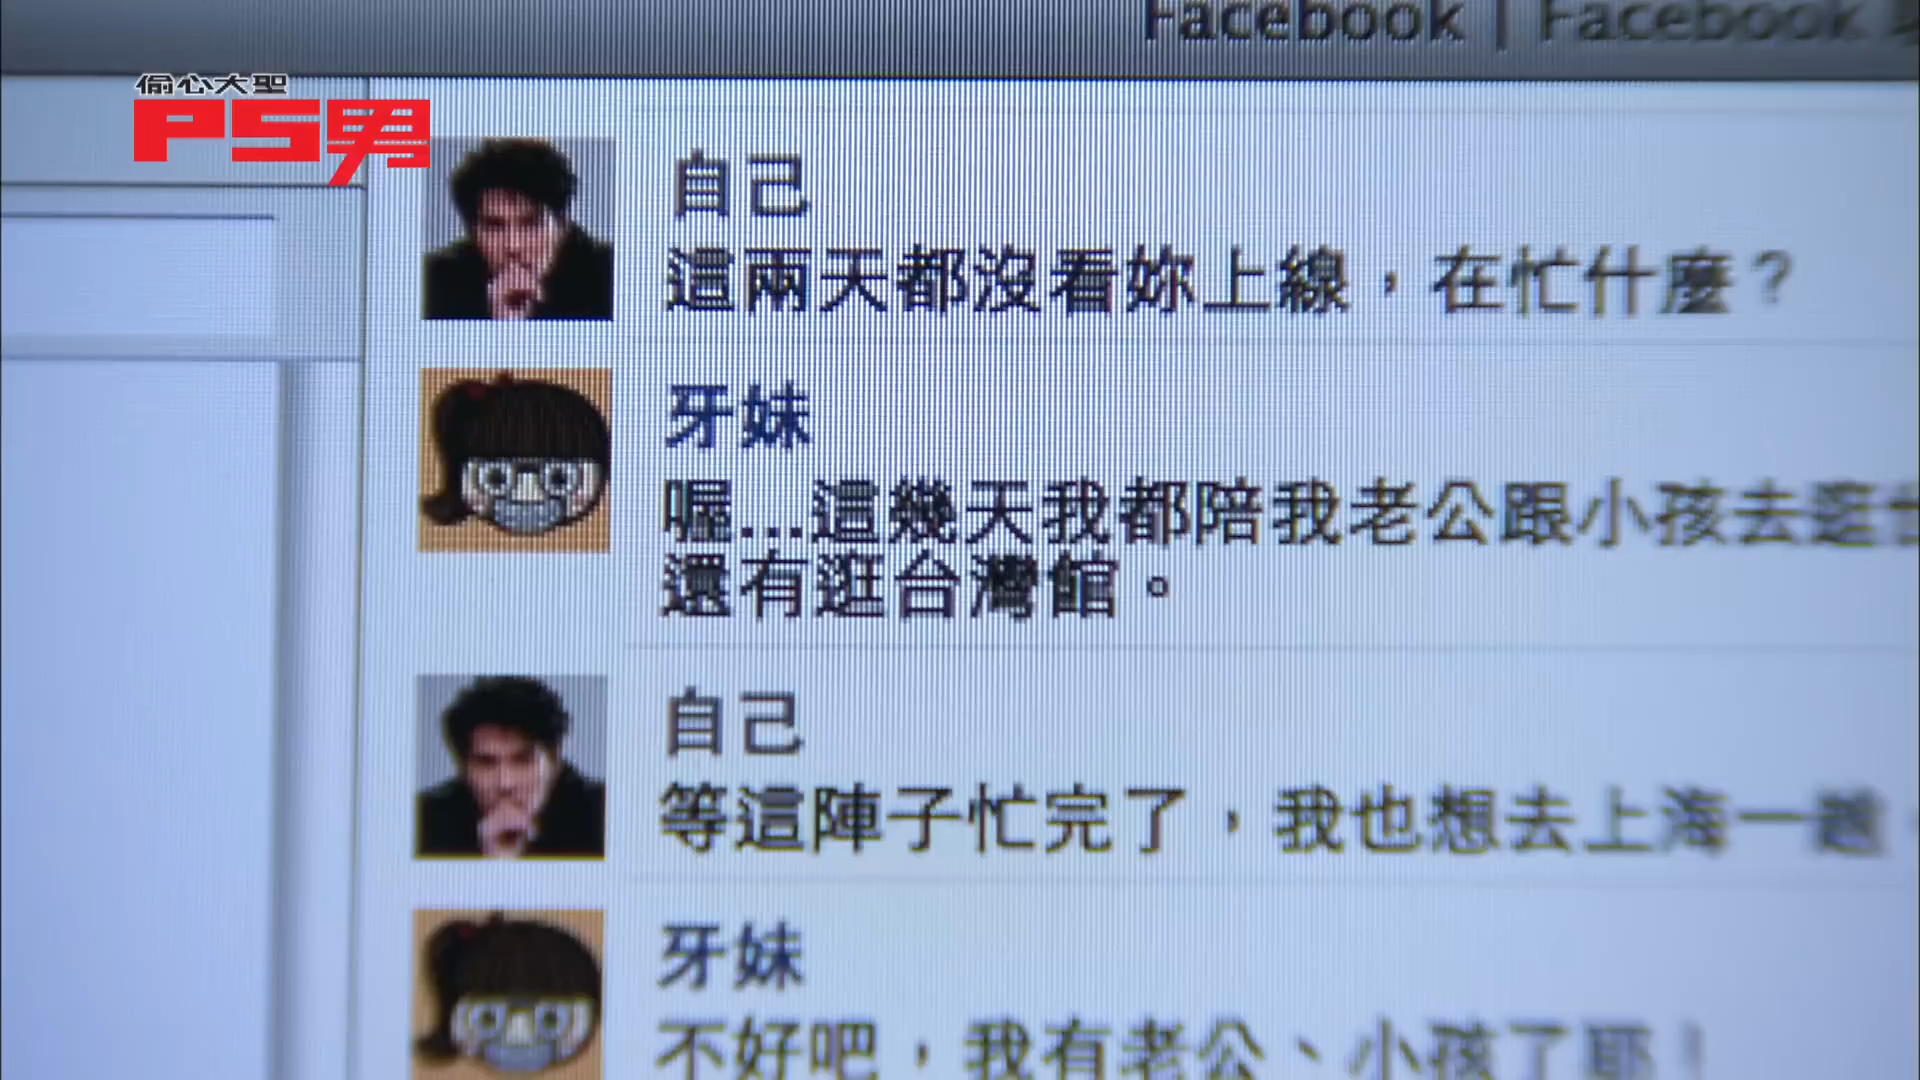 Facebook | Facebook
偷心大聖
PS男
自己
這兩天都沒看妳上線，在忙什麼？
牙妹
喔...這幾天我都陪我老公跟小孩去逛
還有逛台灣館。
自己
等這陣子忙完了，我也想去上海一趟
牙妹
不好吧，我有老公、小孩了耶！